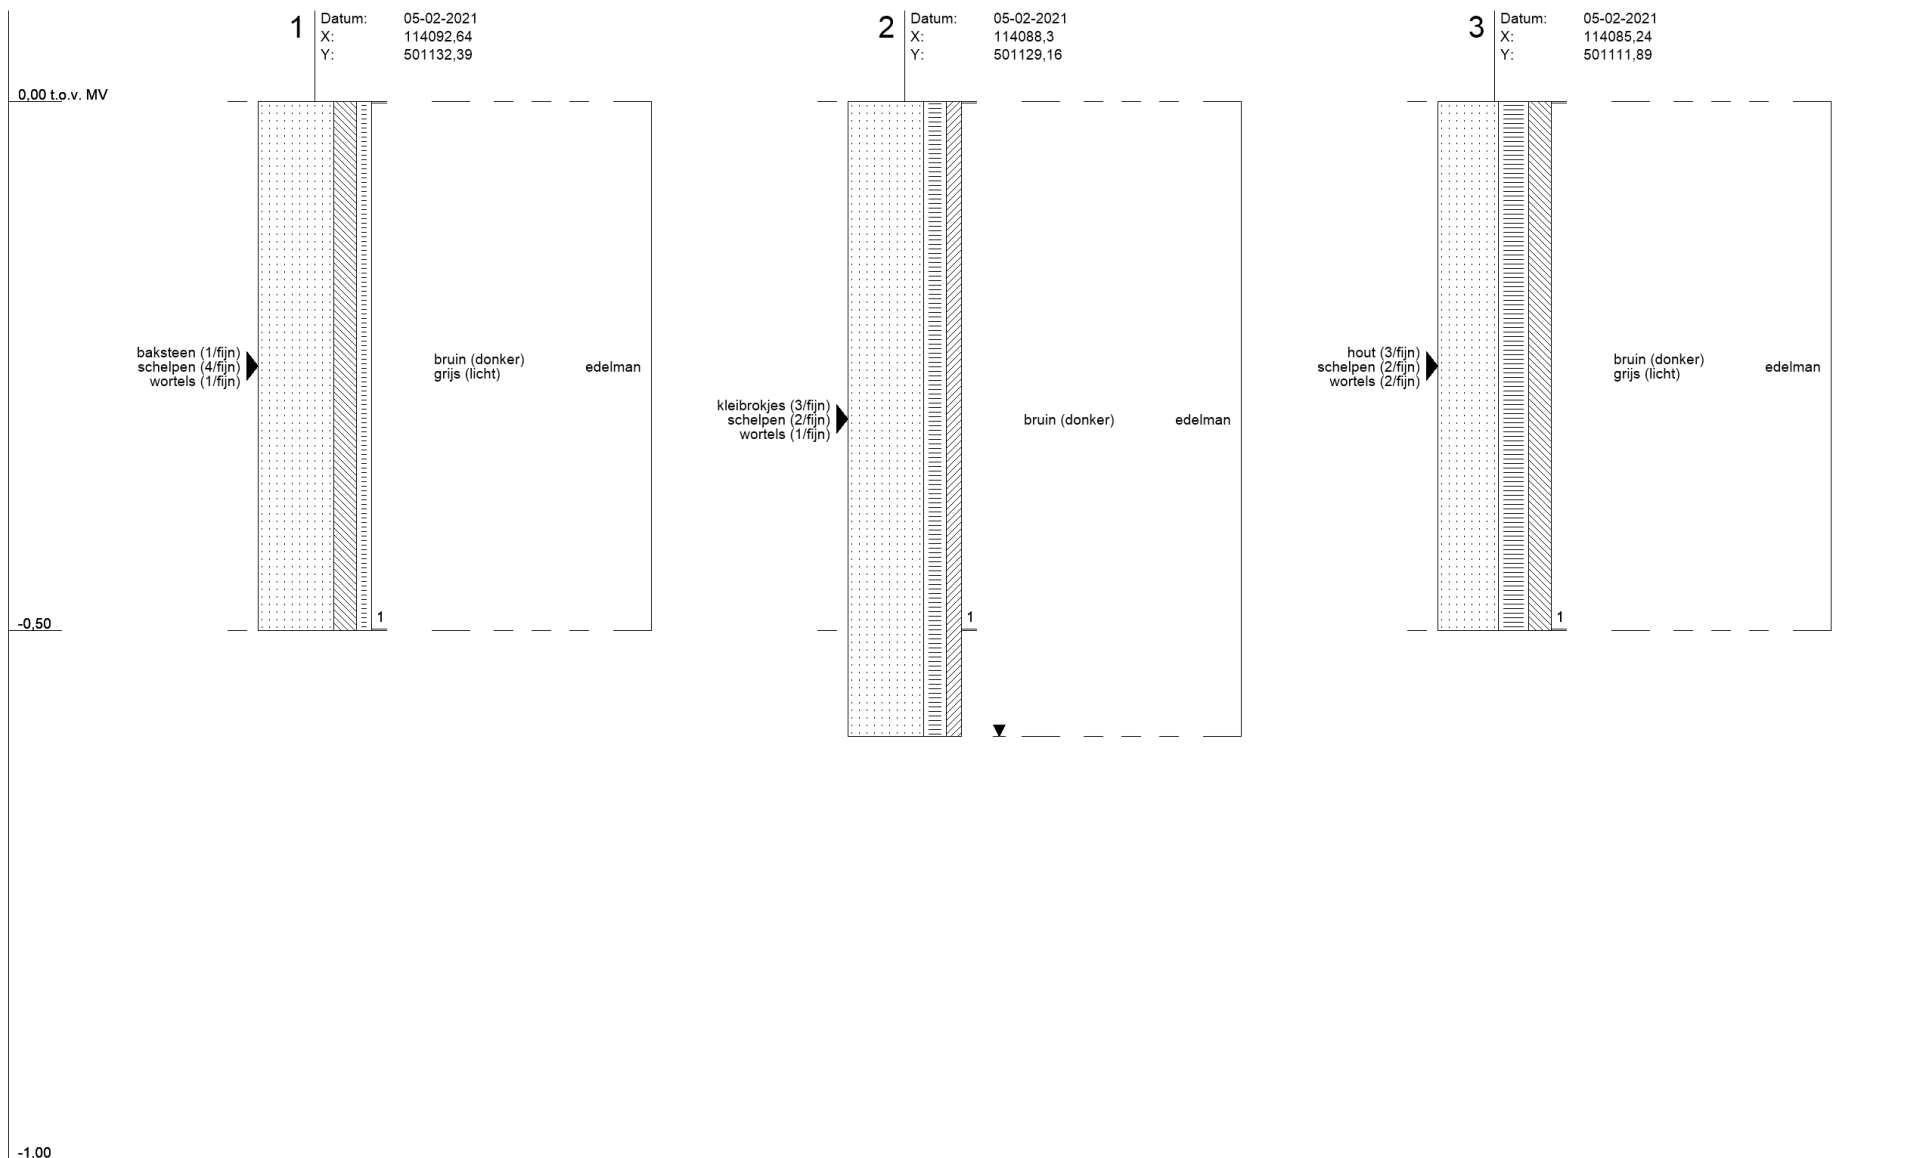 1
Datum: 05-02-2021
X: 114092,64
Y: 501132,39
2
Datum: 05-02-2021
X: 114088,3
Y: 501129,16
3
Datum: 05-02-2021
X: 114085,24
Y: 501111,89
0,00 t.o.v. MV
baksteen (1/fijn)
schelpen (4/fijn)
wortels (1/fijn)
bruin (donker)
grijs (licht)
edelman
1
kleibrokjes (3/fijn)
schelpen (2/fijn)
wortels (1/fijn)
bruin (donker)
edelman
1
hout (3/fijn)
schelpen (2/fijn)
wortels (2/fijn)
bruin (donker)
grijs (licht)
edelman
1
-0,50
-1,00